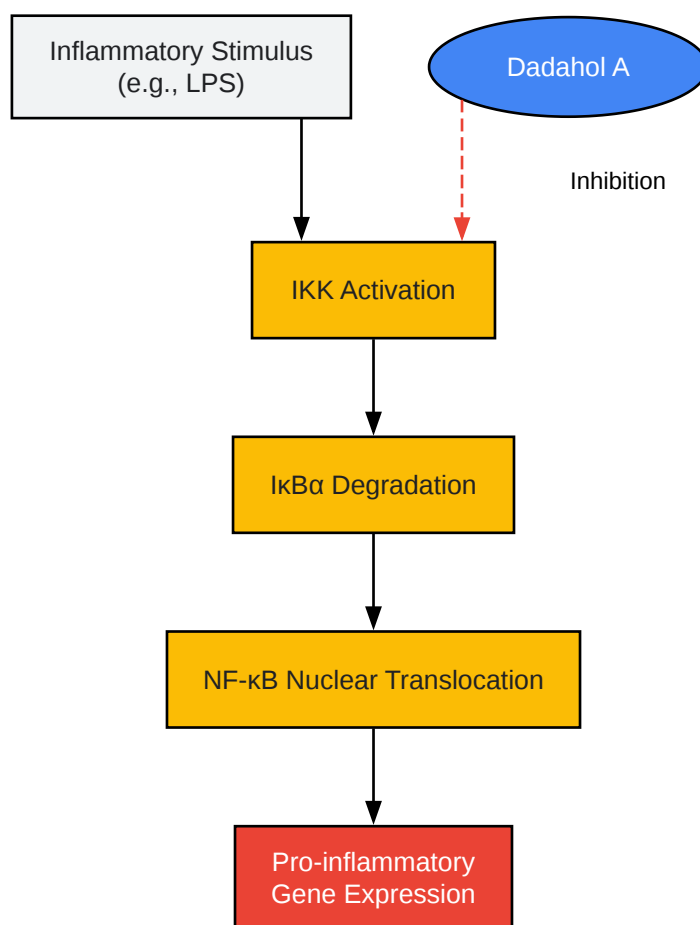 Inflammatory Stimulus
(e.g., LPS)
Dadahol A
Inhibition
IKK Activation
IκBα Degradation
NF-κB Nuclear Translocation
Pro-inflammatory
Gene Expression